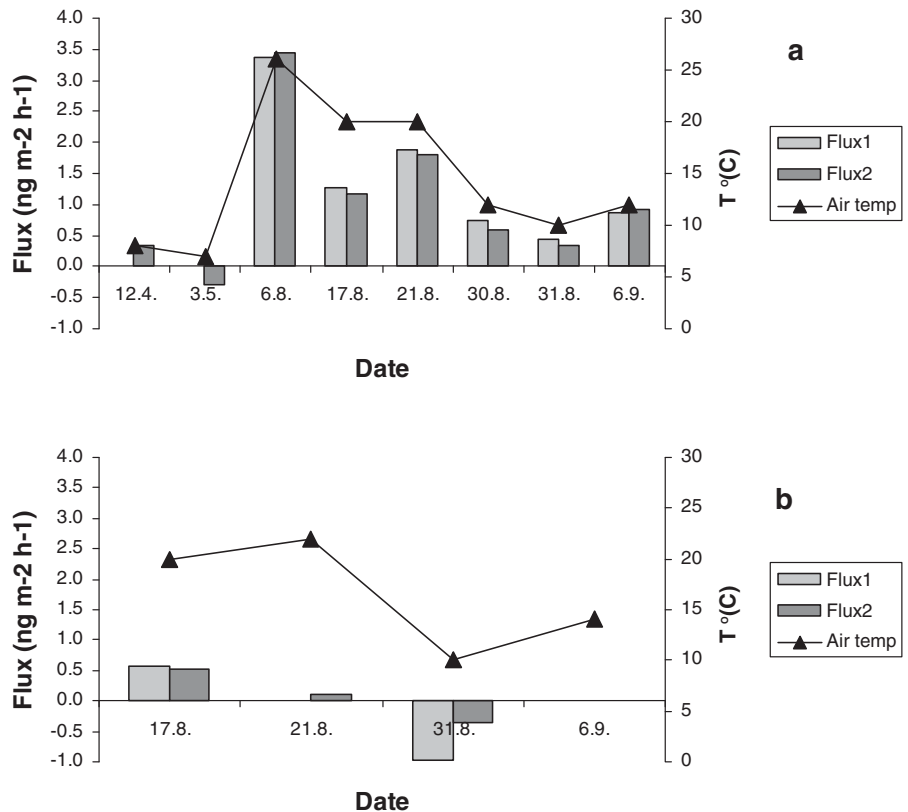 4.0
3.5
3.0
2.5
2.0
1.5
1.0
0.5
0.0
-0.5
-1.0
Flux (ng m-2 h-1)
12.4. 3.5. 6.8. 17.8. 21.8. 30.8. 31.8. 6.9.
Date
30
25
20
15
10
5
0
T º(C)
a
Flux1
Flux2
Air temp
4.0
3.5
3.0
2.5
2.0
1.5
1.0
0.5
0.0
-0.5
-1.0
Flux (ng m-2 h-1)
17.8. 21.8. 31.8. 6.9.
Date
30
25
20
15
10
5
0
T º(C)
b
Flux1
Flux2
Air temp